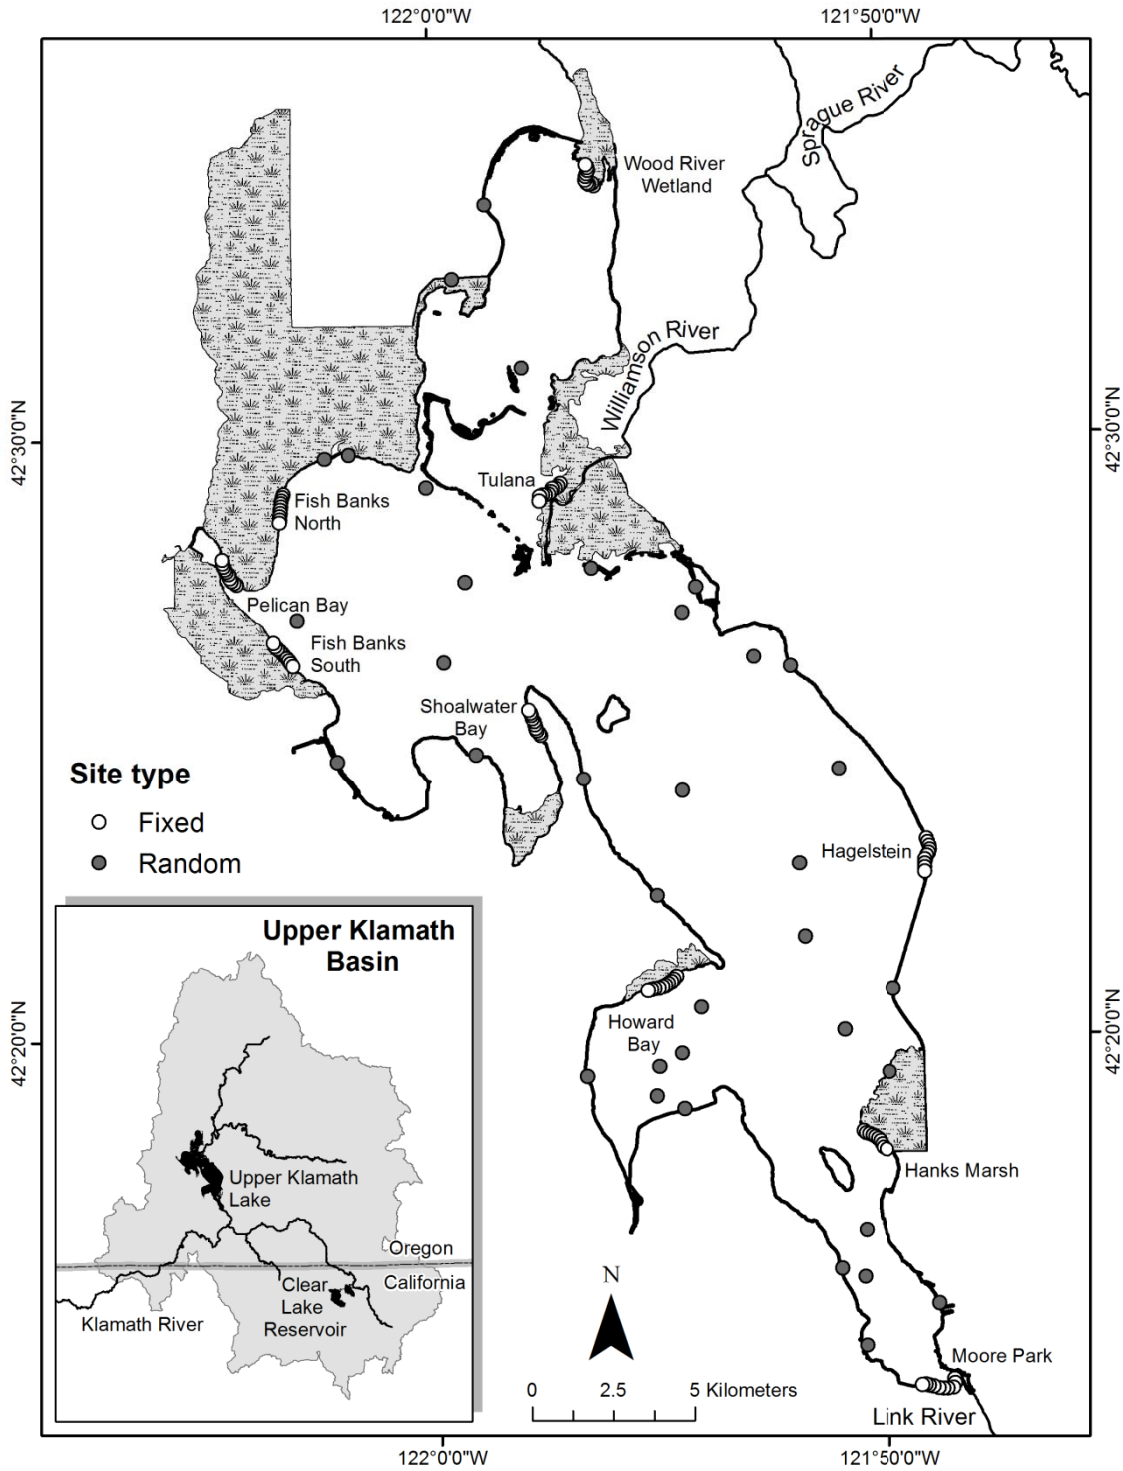 122°0'0"W
121°50'0"W
Sprague River
Wood River
Wetland
Williamson River
42°30'0"N
42°30'0"N
Tulana
Fish Banks
North
Pelican Bay
Fish Banks
South
Shoalwater
Bay
Site type
Fixed
Random
Hagelstein
Upper Klamath
Basin
Howard
Bay
42°20'0"N
42°20'0"N
Hanks Marsh
Upper Klamath
Lake
Oregon
California
Clear
Lake
Reservoir
Klamath River
N
Moore Park
0 2.5 5 Kilometers
Link River
122°0'0"W
121°50'0"W